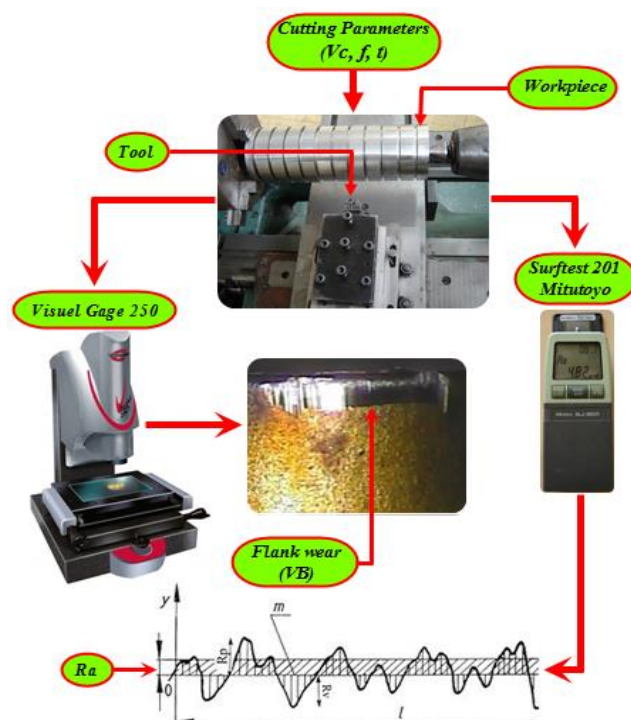 Cutting Parameters
(Vc, f, t)
Workpiece
Tool
Visuel Gage 250
Surftest 201
Mitutoyo
Flank wear
(VB)
y
m
Rp
Ra
0
Rv
l